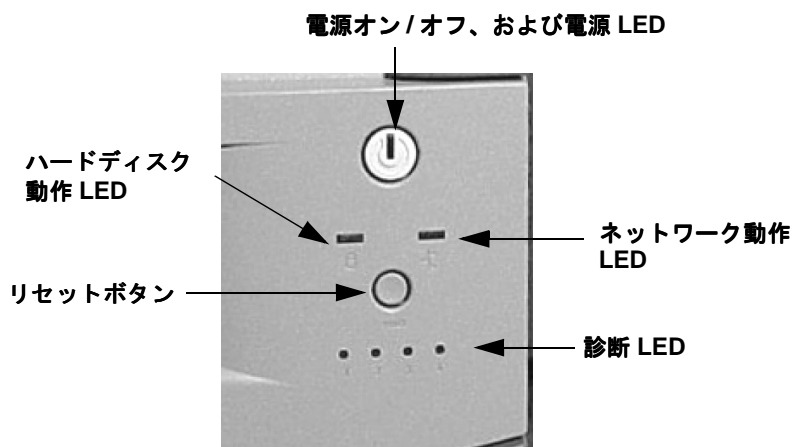 電源オン / オフ、および電源 LED
ハードディスク
動作 LED
ネットワーク動作
LED
リセットボタン
診断 LED